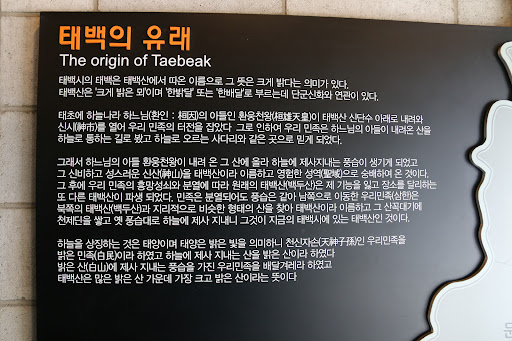 태백의 유래
The origin of Taebeak
태백시의 태백은 태백산에서 따온 이름으로 그 뜻은 크게 밝다는 의미가 있다.
태백산은 '크게 밝은 뫼'이며 '한밝달' 또는 '한배달'로 부르는데 단군신화와 연관이 있다.
태초에 하늘나라 하느님(환인 : 桓因)의 아들인 환웅천왕(桓雄天皇)이 태백산 신단수 아래로 내려와
신시(神市)를 열어 우리 민족의 터전을 잡았다. 그로 인하여 우리 민족은 하느님의 아들이 내려온 산을
하늘로 통하는 길로 봤고 하늘로 오르는 사다리와 같은 곳으로 믿게 되었다.
그래서 하느님의 아들 환웅천왕이 내려 온 그 산에 올라 하늘에 제사지내는 풍습이 생기게 되었고
그 신비하고 성스러운 신산(神山)을 태백산이라 이름하고 영험한 성역(聖域)으로 숭배하여 온 것이다.
그 후에 우리 민족의 흥망성쇠와 분열에 따라 원래의 태백산(백두산)은 제 기능을 잃고 장소를 달리하는
또 다른 태백산이 파생 되었다. 민족은 분열되어도 풍습은 같아 남쪽으로 이동한 우리민족(삼한)은
북쪽의 태백산(백두산)과 지리적으로 비슷한 형태의 산을 찾아 태백산이라 이름하고 그 산꼭대기에
천제단을 쌓고 옛 풍습대로 하늘에 제사 지내니 그것이 지금의 태백시에 있는 태백산인 것이다.
하늘을 상징하는 것은 태양이며 태양은 밝은 빛을 의미하니 천신자손(天神子孫)인 우리민족을
밝은 민족(白民)이라 하였고 하늘에 제사 지내는 산을 밝은 산이라 하였다
밝은 산(白山)에 제사 지내는 풍습을 가진 우리민족을 배달겨레라 하였고
태백산은 많은 밝은 산 가운데 가장 크고 밝은 산이라는 뜻이다